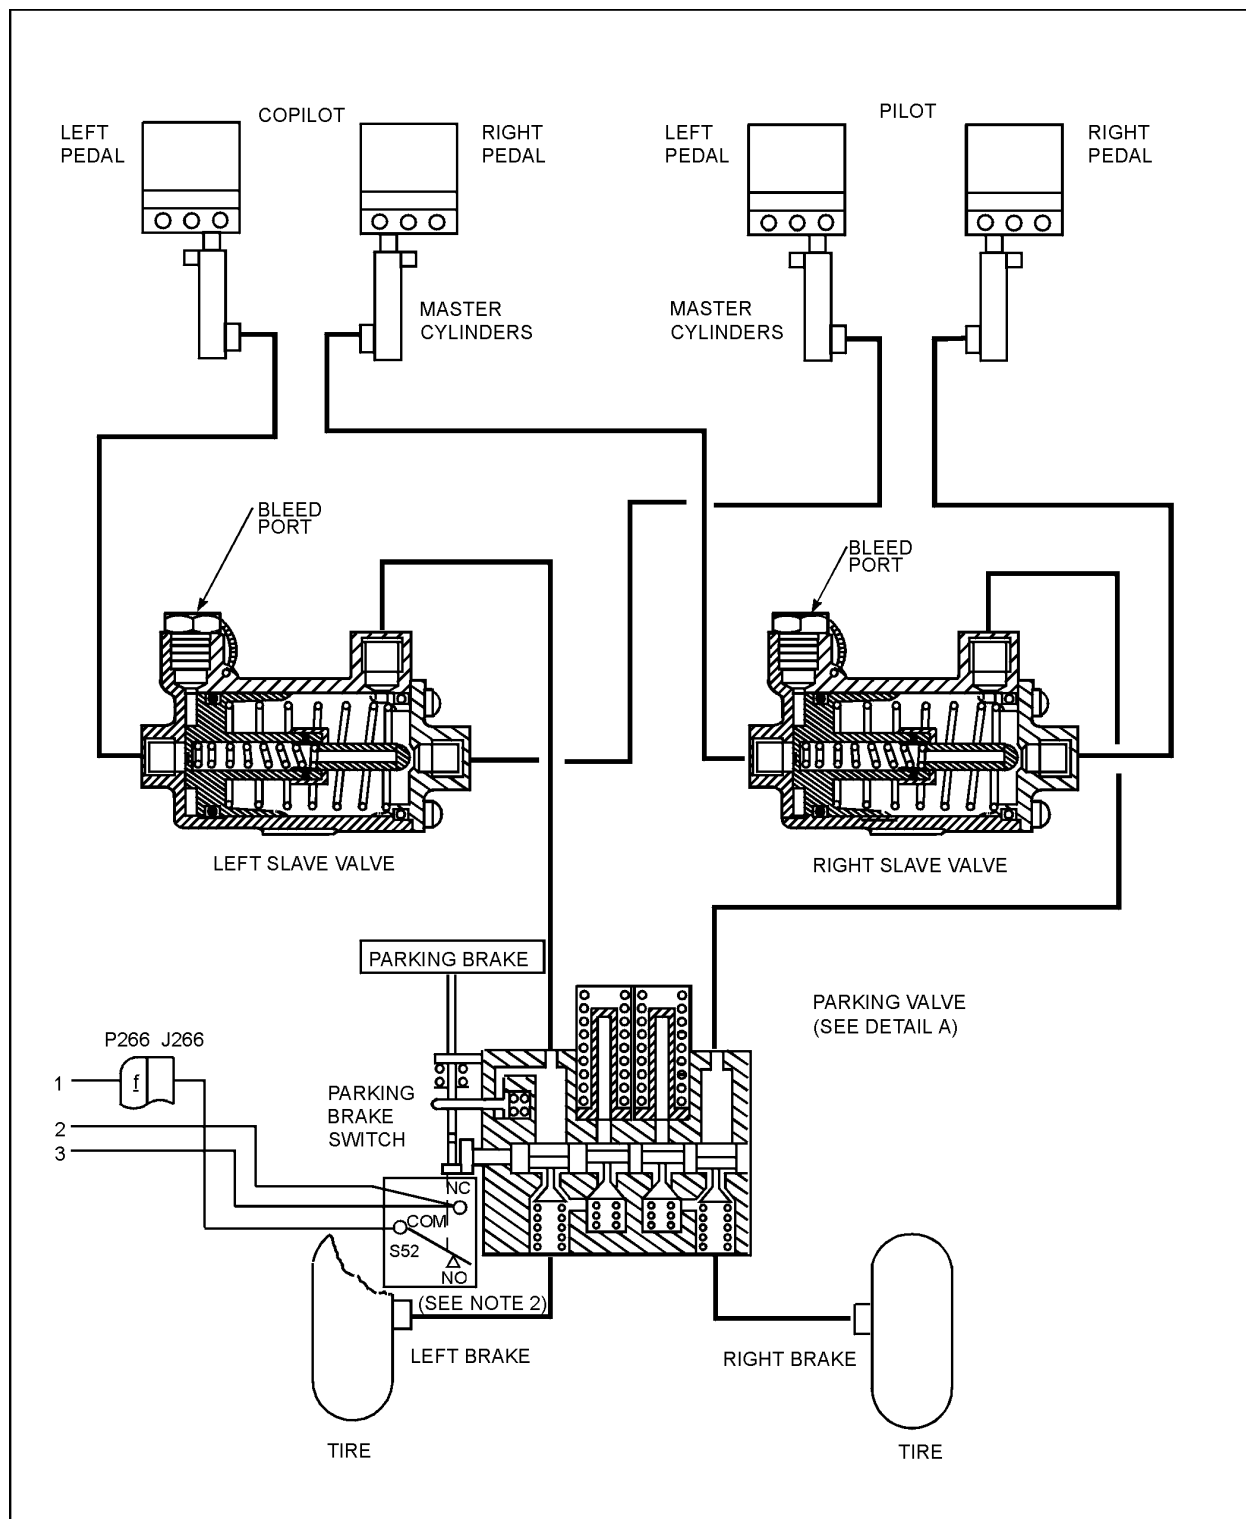 COPILOT
PILOT
LEFT
PEDAL
RIGHT
PEDAL
LEFT
PEDAL
RIGHT
PEDAL
MASTER
CYLINDERS
MASTER
CYLINDERS
BLEED
PORT
BLEED
PORT
LEFT SLAVE VALVE
RIGHT SLAVE VALVE
PARKING BRAKE
PARKING VALVE
(SEE DETAIL A)
P266 J266
1
f
2
3
PARKING
BRAKE
SWITCH
NC
COM
S52
NO
(SEE NOTE 2)
LEFT BRAKE
RIGHT BRAKE
TIRE
TIRE